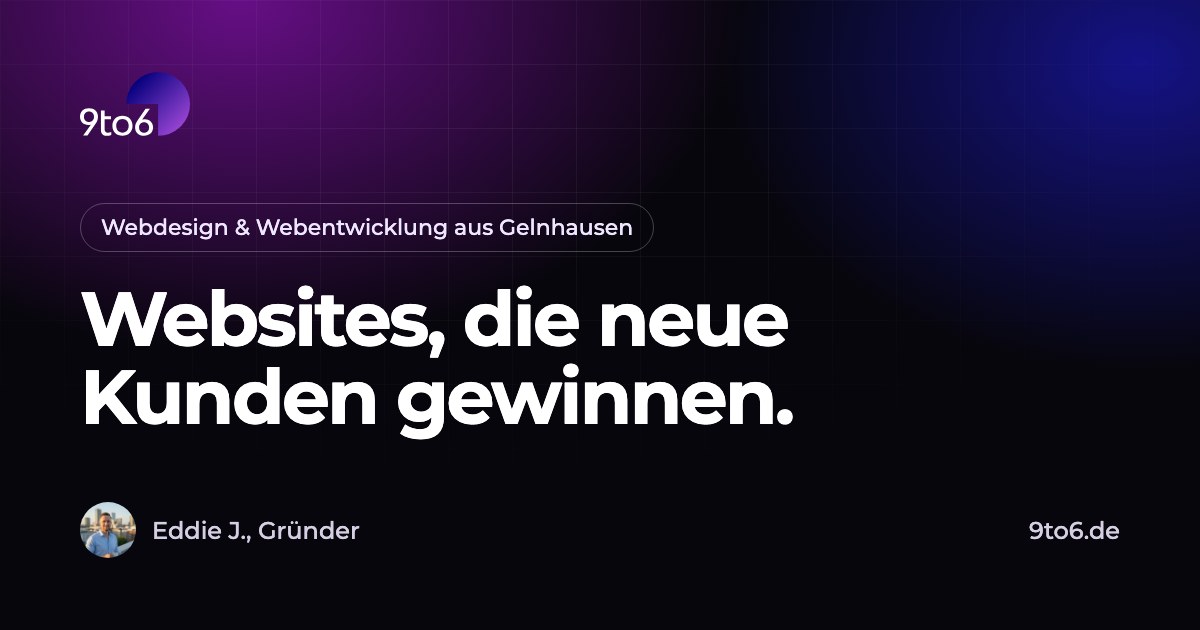 9to6
Webdesign & Webentwicklung aus Gelnhausen
Websites, die neue
Kunden gewinnen.
Eddie J., Gründer
9to6.de